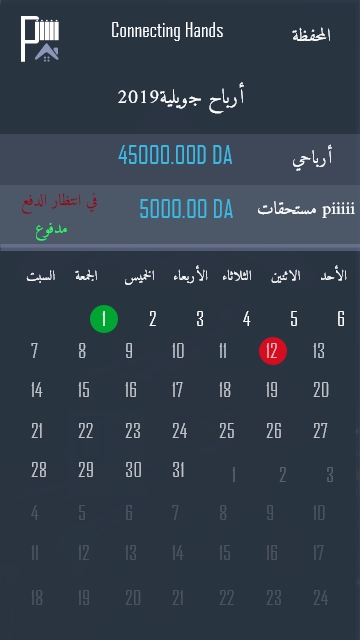 Connecting Hands المحفظة
أرباح جويلية2019
أرباحي 45000.00D DA
piiiii مستحقات 5000.00 DA في انتظار الدفع
مدفوع
الأحد الاثنين الثلاثاء الأربعاء الخميس الجمعة السبت
1 2 3 4 5 6
7 8 9 10 11 12 13
14 15 16 17 18 19 20
21 22 23 24 25 26 27
28 29 30 31 1 2 3
4 5 6 7 8 9 10
11 12 13 14 15 16 17
18 19 20 21 22 23 24